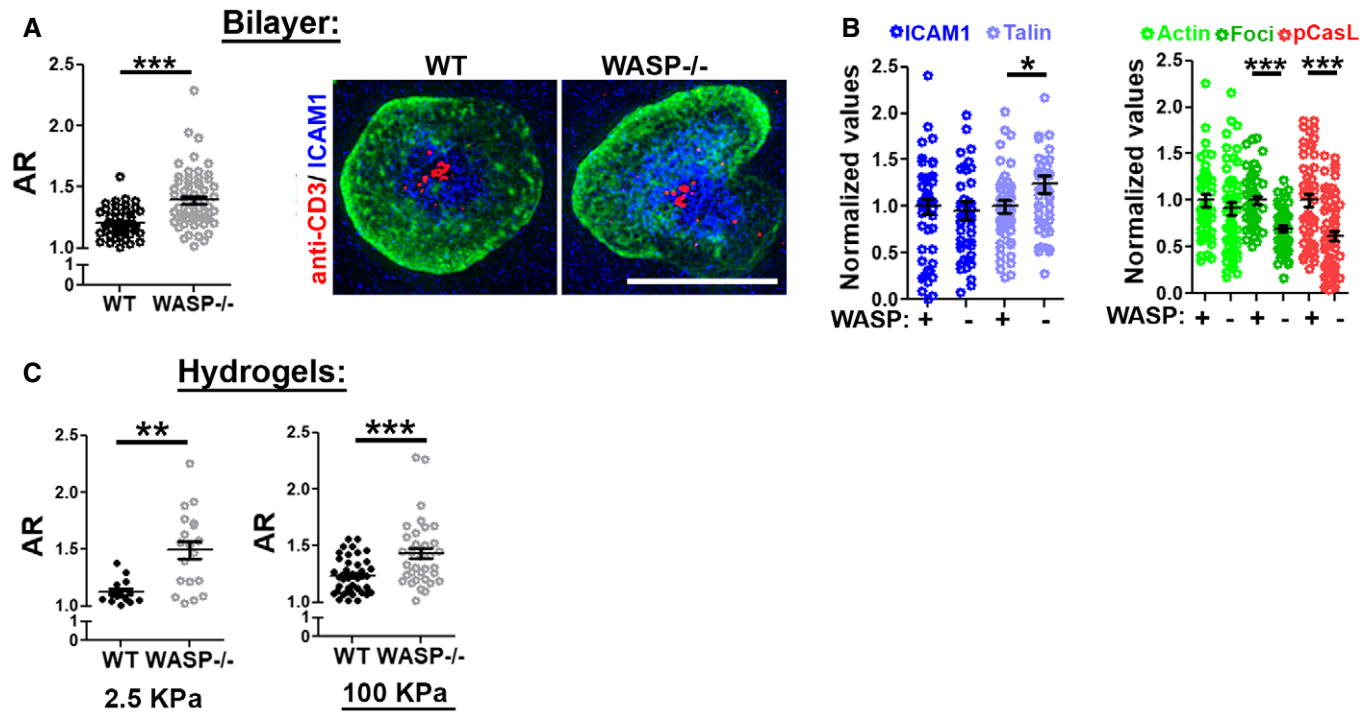 A
Bilayer:
AR
2.5
2.0
1.5
1.0
1
0
***
WT WASP-/-
WT WASP-/-
anti-CD3/ ICAM1
B
ICAM1 Talin
Normalized values
2.5
2.0
1.5
1.0
0.5
0.0
*
WASP: + - + -
Actin Foci pCasL
Normalized values
2.5
2.0
1.5
1.0
0.5
0.0
*** ***
WASP: + - + - + -
C
Hydrogels:
AR
2.5
2.0
1.5
1.0
1
0
**
WT WASP-/-
2.5 KPa
AR
2.5
2.0
1.5
1.0
1
0
***
WT WASP-/-
100 KPa